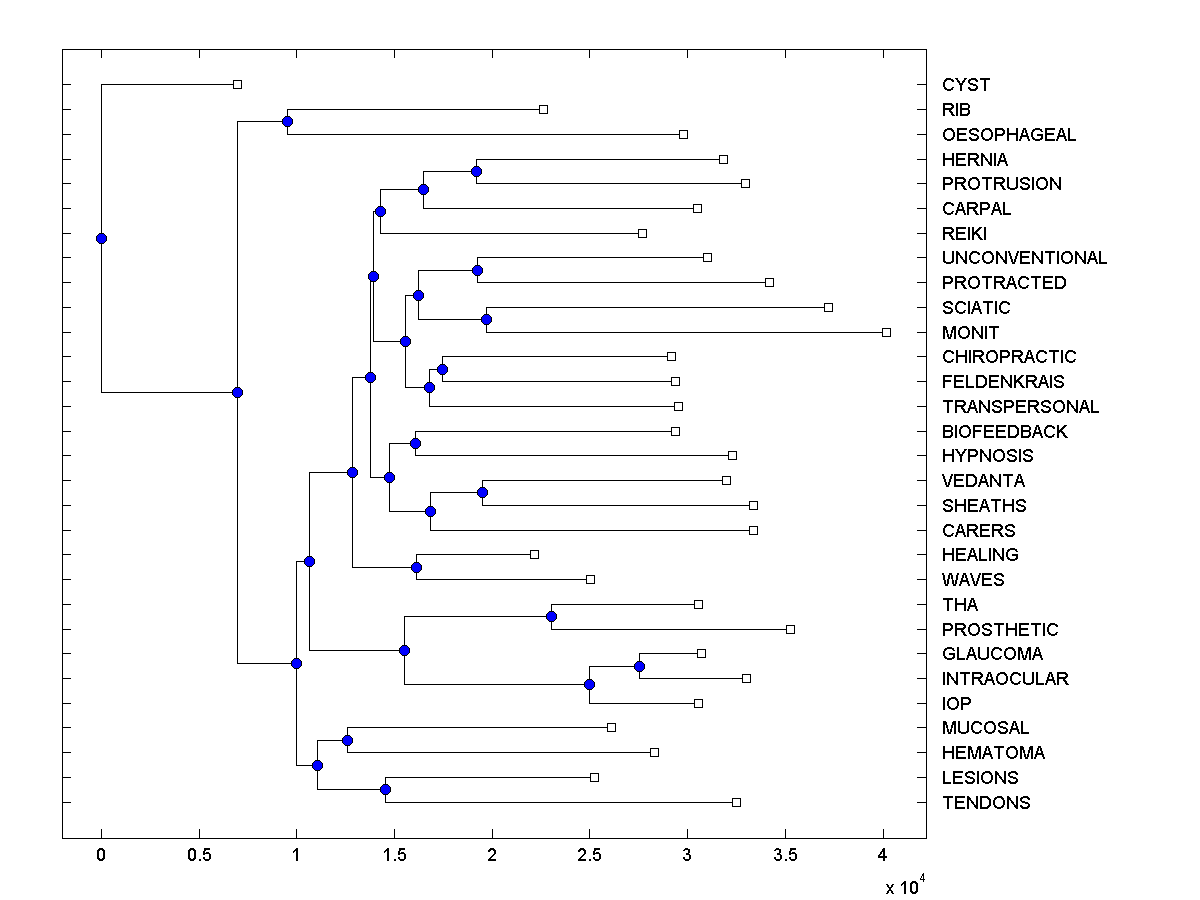 CYST
RIB
OESOPHAGEAL
HERNIA
PROTRUSION
CARPAL
REIKI
UNCONVENTIONAL
PROTRACTED
SCIATIC
MONIT
CHIROPRACTIC
FELDENKRAIS
TRANSPERSONAL
BIOFEEDBACK
HYPNOSIS
VEDANTA
SHEATHS
CARERS
HEALING
WAVES
THA
PROSTHETIC
GLAUCOMA
INTRAOCULAR
IOP
MUCOSAL
HEMATOMA
LESIONS
TENDONS
0 0.5 1 1.5 2 2.5 3 3.5 4
x 10^4